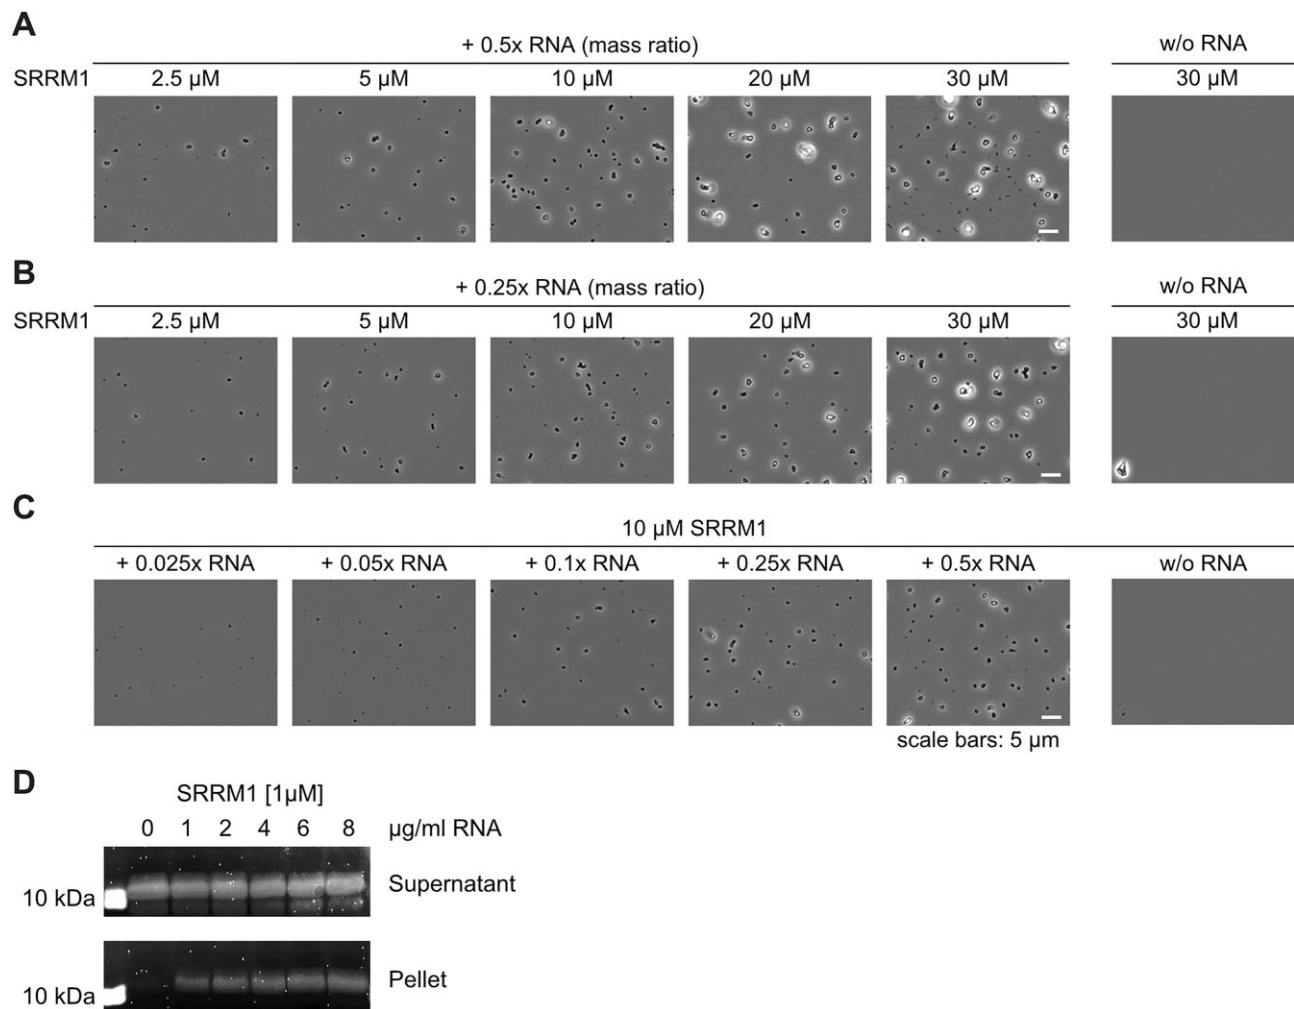 A
+ 0.5x RNA (mass ratio) w/o RNA
SRRM1 2.5 µM 5 µM 10 µM 20 µM 30 µM 30 µM
B
+ 0.25x RNA (mass ratio) w/o RNA
SRRM1 2.5 µM 5 µM 10 µM 20 µM 30 µM 30 µM
C
10 µM SRRM1
+ 0.025x RNA + 0.05x RNA + 0.1x RNA + 0.25x RNA + 0.5x RNA w/o RNA
scale bars: 5 µm
D
SRRM1 [1µM]
0 1 2 4 6 8 µg/ml RNA
10 kDa Supernatant
10 kDa Pellet